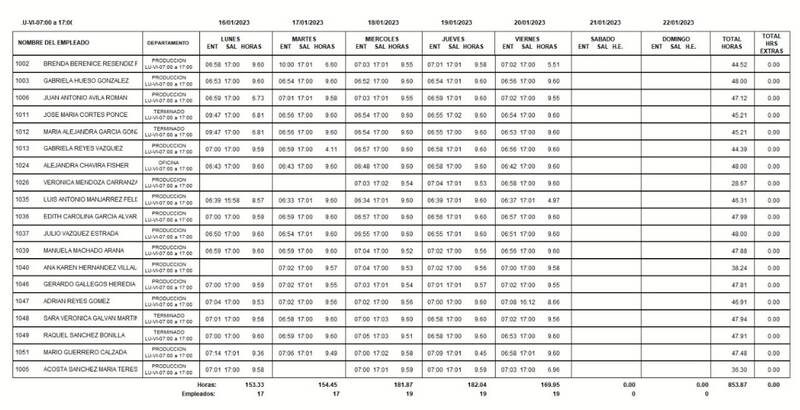 .U-VI-07:00 a 17:0( 16/01/2023 17/01/2023 18/01/2023 19/01/2023 20/01/2023 21/01/2023 22/01/2023
NOMBRE DEL EMPLEADO DEPARTAMENTO LUNES MARTES MIERCOLES JUEVES VIERNES SABADO DOMINGO TOTAL HORAS TOTAL HRS EXTRAS
ENT SAL HORAS ENT SAL HORAS ENT SAL HORAS ENT SAL HORAS ENT SAL HORAS ENT SAL H.E. ENT SAL H.E.
1002 BRENDA BERENICE RESENDIZ F PRODUCCION LU-VI-07:00 a 17:00 06:58 17:00 9.60 10:00 17:01 6.60 07:03 17:01 9.55 07:01 17:01 9.58 07:02 17:00 5.51 44.52 0.00
1003 GABRIELA HUESO GONZALEZ PRODUCCION LU-VI-07:00 a 17:00 06:53 17:00 9.60 06:54 17:00 9.60 06:52 17:00 9.60 06:54 17:00 9.60 06:56 17:00 9.60 48.00 0.00
1006 JUAN ANTONIO AVILA ROMAN PRODUCCION LU-VI-07:00 a 17:00 06:59 17:00 6.73 07:01 17:01 9.58 07:03 17:01 9.55 06:59 17:01 9.60 07:02 17:00 9.55 47.12 0.00
1011 JOSE MARIA CORTES PONCE TERMINADO LU-VI-07:00 a 17:00 09:47 17:00 6.81 06:56 17:00 9.60 06:54 17:00 9.60 06:55 17:02 9.60 06:54 17:00 9.60 45.21 0.00
1012 MARIA ALEJANDRA GARCIA GONZ TERMINADO LU-VI-07:00 a 17:00 09:47 17:00 6.81 06:56 17:00 9.60 06:54 17:00 9.60 06:55 17:00 9.60 06:53 17:00 9.60 45.21 0.00
1013 GABRIELA REYES VAZQUEZ PRODUCCION LU-VI-07:00 a 17:00 07:00 17:00 9.59 06:59 17:00 4.11 06:57 17:00 9.60 06:58 17:01 9.60 06:56 17:00 9.60 44.39 0.00
1024 ALEJANDRA CHAVIRA FISHER OFICINA LU-VI-07:00 a 17:00 06:43 17:00 9.60 06:43 17:00 9.60 06:48 17:00 9.60 06:58 17:00 9.60 06:42 17:00 9.60 48.00 0.00
1026 VERONICA MENDOZA CARRANZA PRODUCCION LU-VI-07:00 a 17:00 07:03 17:02 9.54 07:04 17:01 9.53 06:58 17:00 9.60 28.67 0.00
1035 LUIS ANTONIO MANJARREZ FELI PRODUCCION LU-VI-07:00 a 17:00 06:39 15:58 8.57 06:33 17:01 9.60 06:34 17:01 9.60 06:39 17:01 9.60 06:37 17:01 4.97 46.31 0.00
1036 EDITH CAROLINA GARCIA ALVAR PRODUCCION LU-VI-07:00 a 17:00 07:00 17:00 9.59 06:59 17:00 9.60 06:57 17:00 9.60 06:56 17:01 9.60 06:57 17:00 9.60 47.99 0.00
1037 JULIO VAZQUEZ ESTRADA PRODUCCION LU-VI-07:00 a 17:00 06:50 17:00 9.60 06:54 17:01 9.60 06:55 17:00 9.60 06:55 17:00 9.60 06:56 17:01 9.60 48.00 0.00
1039 MANUELA MACHADO ARANA PRODUCCION LU-VI-07:00 a 17:00 06:59 17:00 9.60 06:59 17:00 9.60 07:04 17:00 9.52 07:02 17:00 9.56 06:56 17:00 9.60 47.88 0.00
1040 ANA KAREN HERNANDEZ VILLAL PRODUCCION LU-VI-07:00 a 17:00 07:02 17:00 9.57 07:04 17:00 9.53 07:02 17:00 9.56 07:00 17:00 9.58 38.24 0.00
1046 GERARDO GALLEGOS HEREDIA PRODUCCION LU-VI-07:00 a 17:00 07:00 17:00 9.59 07:02 17:01 9.55 07:03 17:01 9.54 07:01 17:01 9.57 07:02 17:00 9.55 47.81 0.00
1047 ADRIAN REYES GOMEZ PRODUCCION LU-VI-07:00 a 17:00 07:04 17:00 9.53 07:02 17:00 9.56 07:02 17:00 9.56 07:00 17:00 9.60 07:08 16:12 8.66 46.91 0.00
1048 SARA VERONICA GALVAN MARTIN TERMINADO LU-VI-07:00 a 17:00 07:01 17:00 9.58 06:58 17:01 9.60 07:02 17:00 9.56 06:58 17:00 9.60 06:58 17:00 9.60 47.94 0.00
1049 RAQUEL SANCHEZ BONILLA TERMINADO LU-VI-07:00 a 17:00 07:00 17:00 9.60 06:59 17:00 9.60 07:05 17:03 9.51 06:58 17:00 9.60 06:53 17:00 9.60 47.91 0.00
1051 MARIO GUERRERO CALZADA PRODUCCION LU-VI-07:00 a 17:00 07:14 17:01 9.36 07:06 17:01 9.49 07:00 17:02 9.58 07:09 17:01 9.45 06:58 17:00 9.60 47.48 0.00
1005 ACOSTA SANCHEZ MARIA TERES PRODUCCION LU-VI-07:00 a 17:00 07:01 17:00 9.58 07:00 17:01 9.59 07:00 17:01 9.59 07:03 17:00 6.96 36.30 0.00
Horas: 153.33 154.45 181.87 182.04 169.95 0.00 0.00 853.87 0.00
Empleados: 17 17 19 19 19 0 0